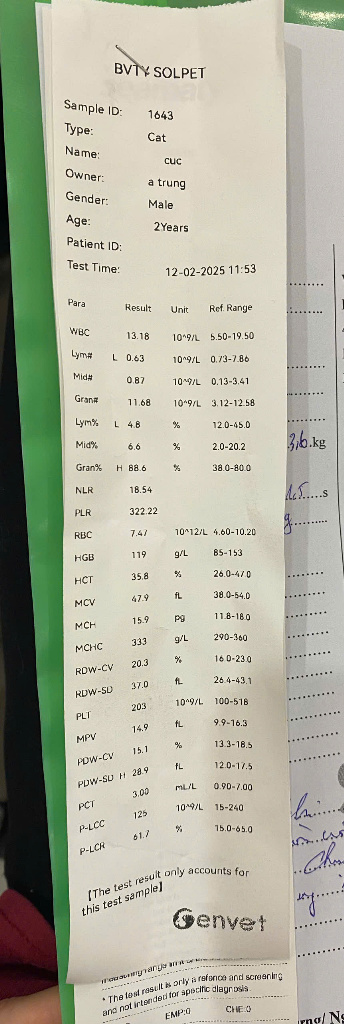 BVTY SOLPET
Sample ID: 1643
Type: Cat
Name: cuc
Owner: a trung
Gender: Male
Age: 2Years
Patient ID:
Test Time: 12-02-2025 11:53
Para Result Unit Ref. Range
WBC 13.18 10^9/L 5.50-19.50
Lym# L 0.63 10^9/L 0.73-7.86
Mid# 0.87 10^9/L 0.13-3.41
Gran# 11.68 10^9/L 3.12-12.58
Lym% L 4.8 % 12.0-45.0
Mid% 6.6 % 2.0-20.2
Gran% H 88.6 % 38.0-80.0
NLR 18.54
PLR 322.22
RBC 7.47 10^12/L 4.60-10.20
HGB 119 g/L 85-153
HCT 35.8 % 26.0-47.0
MCV 47.9 fL 38.0-54.0
MCH 15.9 pg 11.8-18.0
MCHC 333 g/L 290-360
RDW-CV 20.3 % 16.0-23.0
RDW-SD 37.0 fL 26.4-43.1
PLT 203 10^9/L 100-518
MPV 14.9 fL 9.9-16.3
PDW-CV 15.1 % 13.3-18.5
PDW-SD H 28.9 fL 12.0-17.5
PCT 3.00 mL/L 0.90-7.00
P-LCC 125 10^9/L 15-240
P-LCR 61.7 % 15.0-65.0
【The test result only accounts for
this test sample】
Genvet
* The test result is only a refence and screening
and not intended for specific diagnosis
EMP:0 CHE:0
3,6 .kg